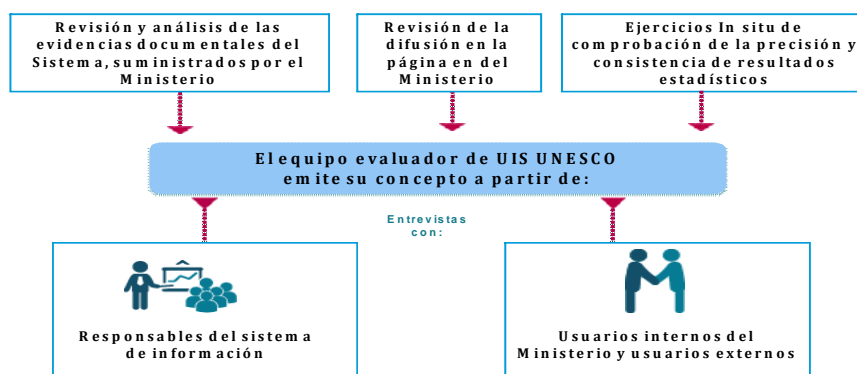 Revisión y análisis de las
evidencias documentales del
Sistema, suministrados por el
Ministerio
Revisión de la
difusión en la
página en del
Ministerio
Ejercicios In situ de
comprobación de la precisión y
consistencia de resultados
estadísticos
El equipo evaluador de UIS UNESCO
emite su concepto a partir de:
Entrevistas
con:
Responsables del sistema
de información
Usuarios internos del
Ministerio y usuarios externos